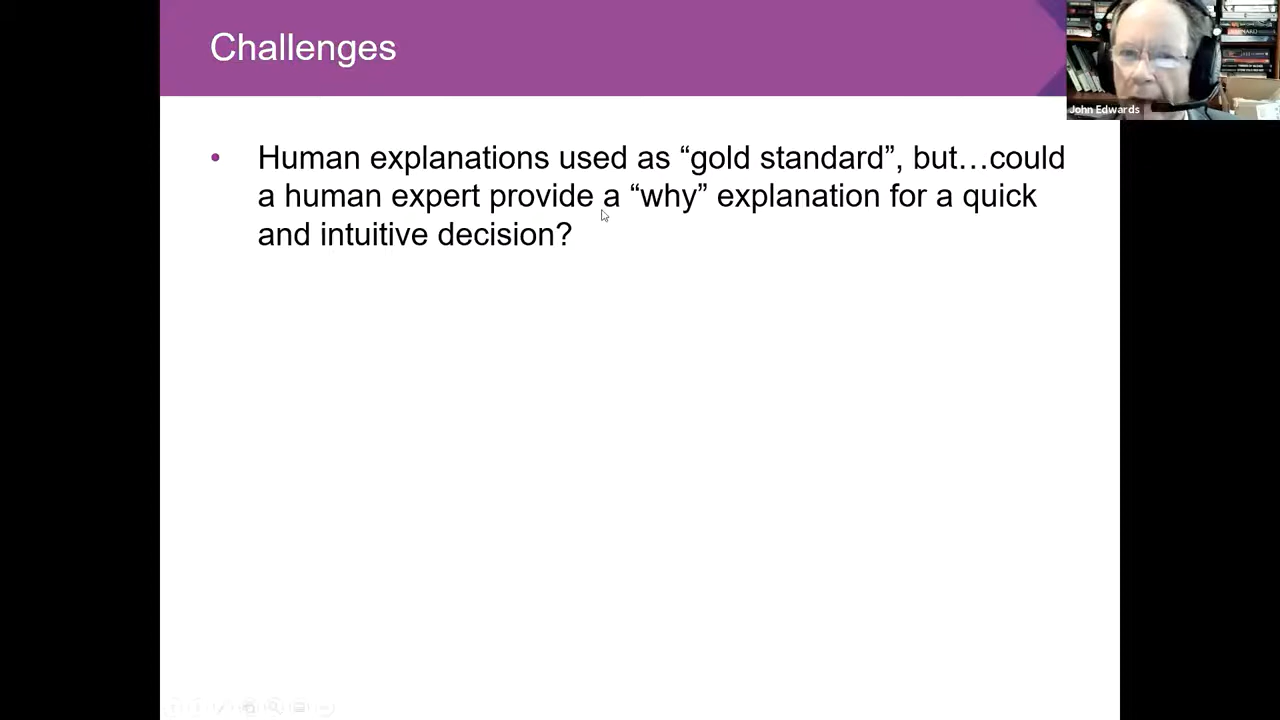 Challenges
John Edwards
• Human explanations used as “gold standard”, but…could
a human expert provide a “why” explanation for a quick
and intuitive decision?